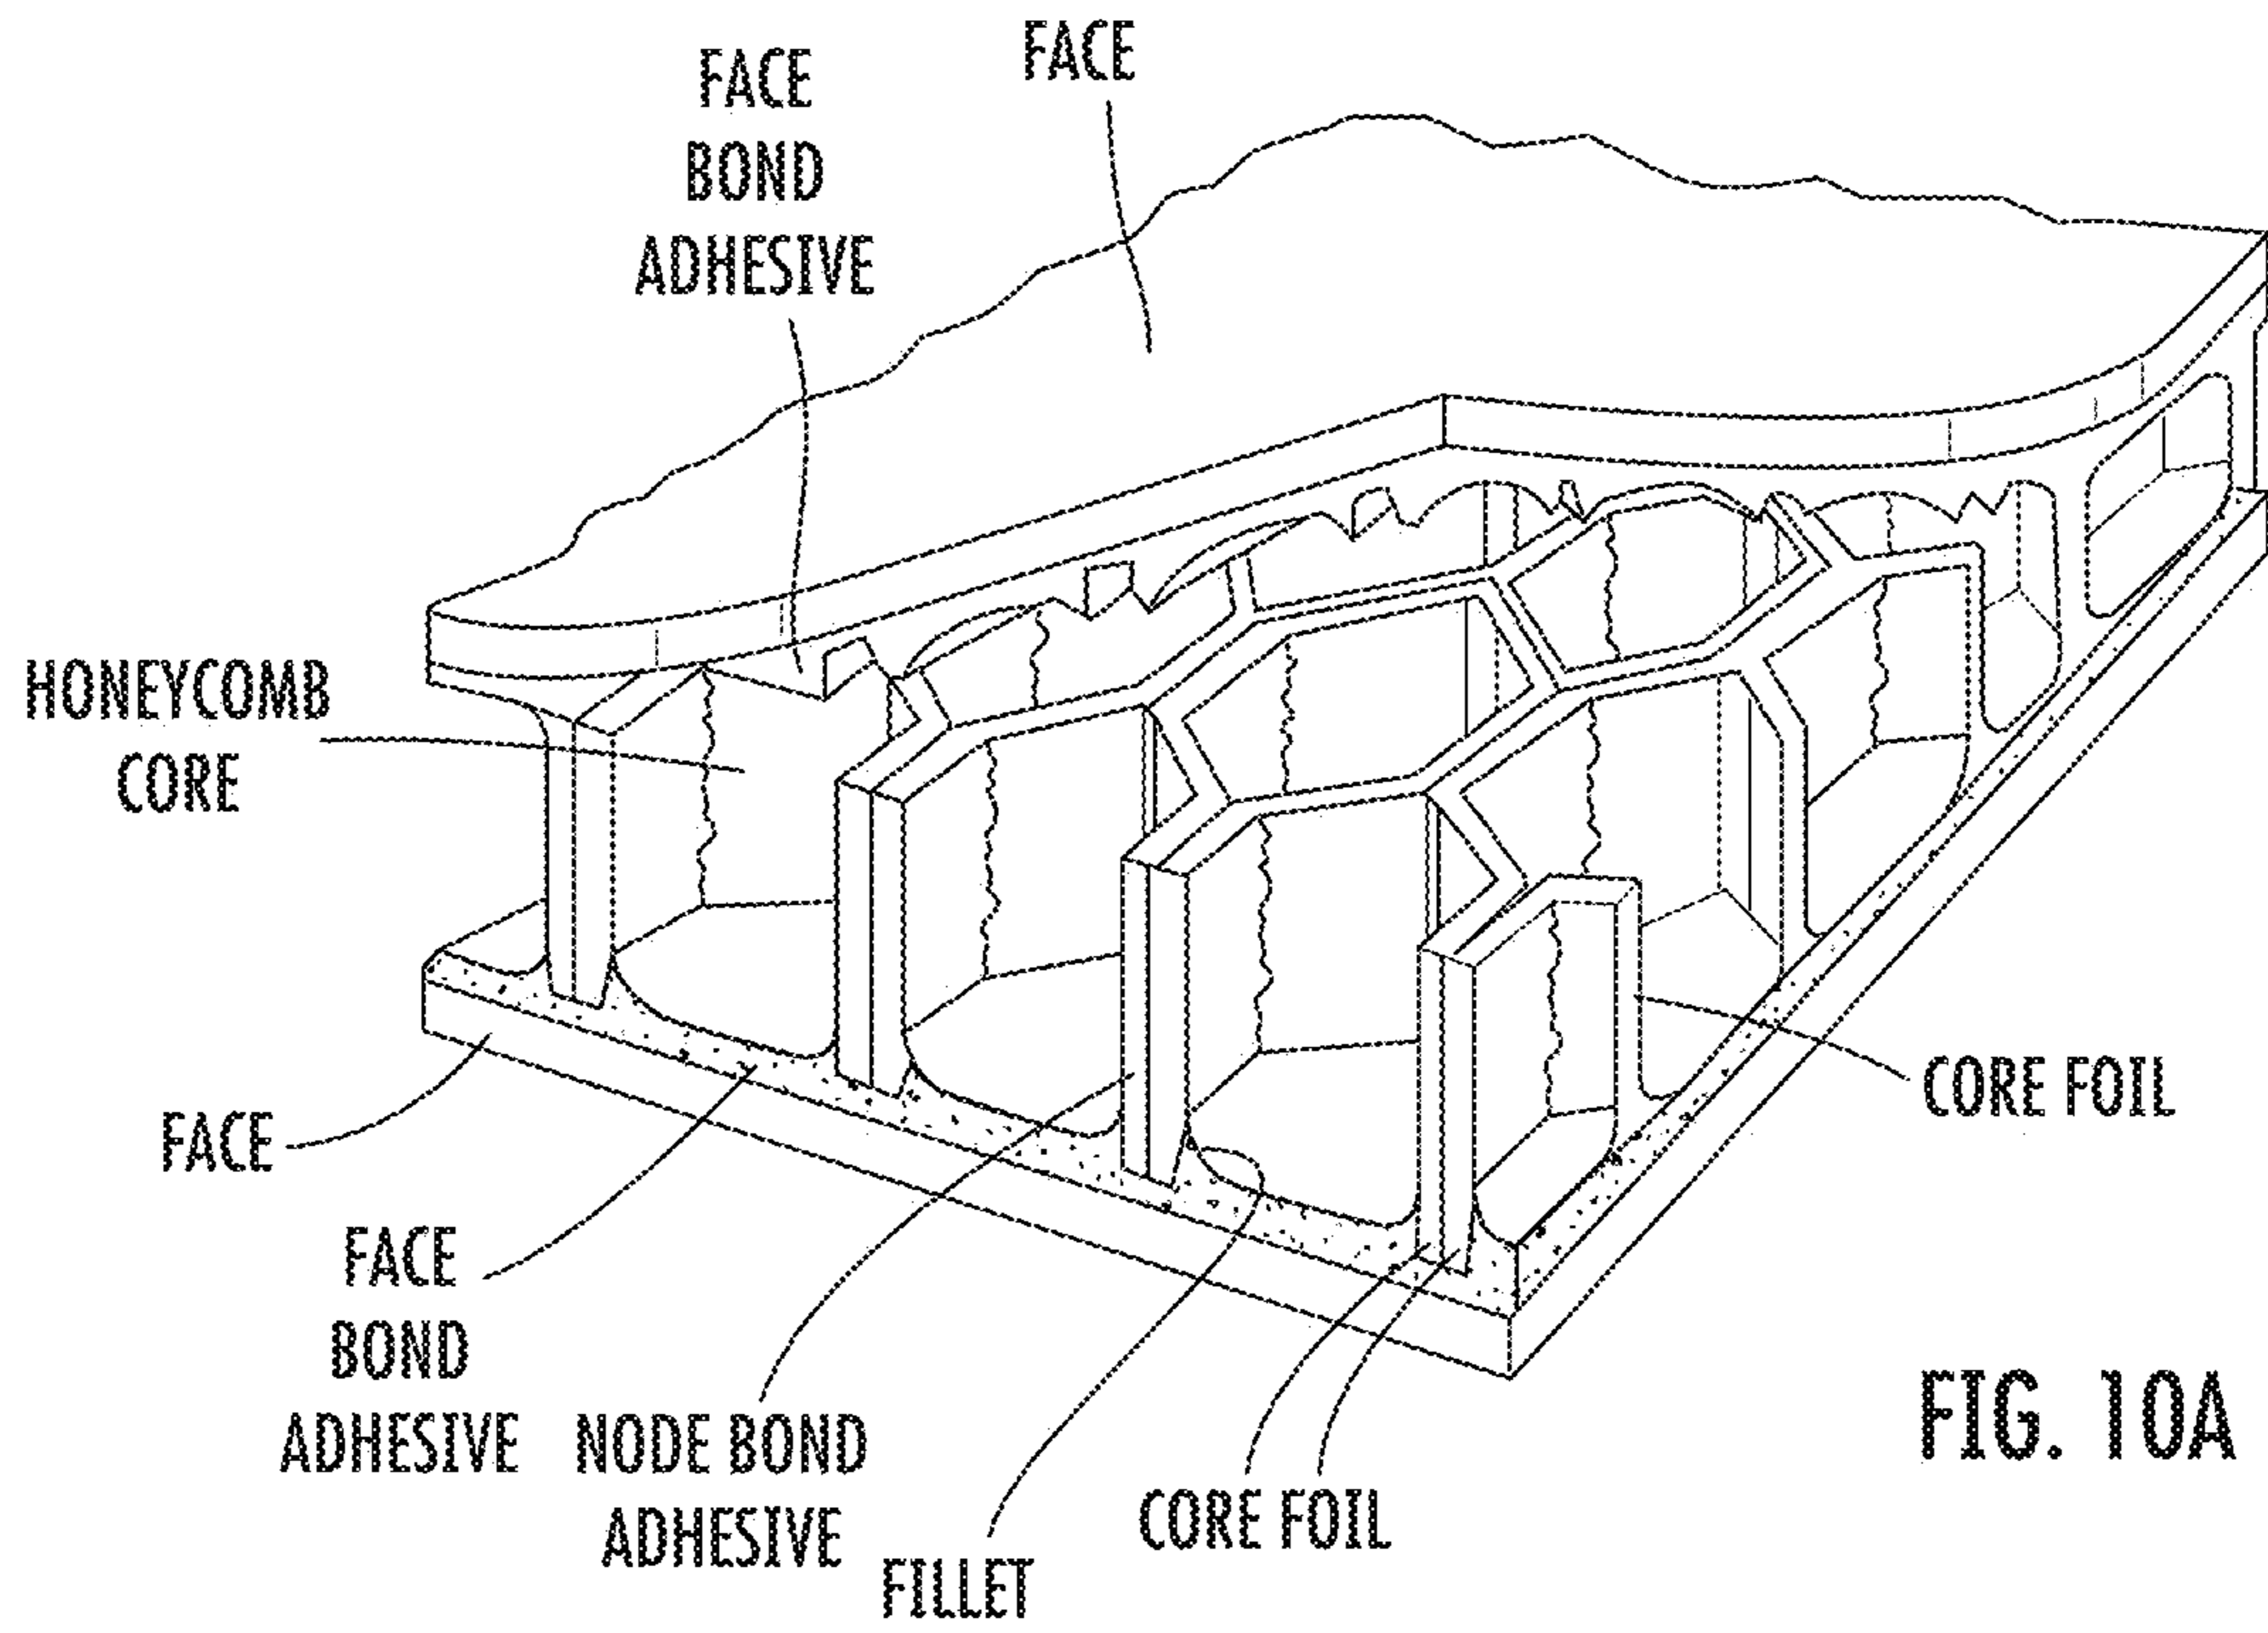 FACE
FACE
BOND
ADHESIVE
HONEYCOMB
CORE
CORE FOIL
FACE
FACE
BOND
ADHESIVE
NODE BOND
ADHESIVE
FILLET
CORE FOIL
FIG. 10A